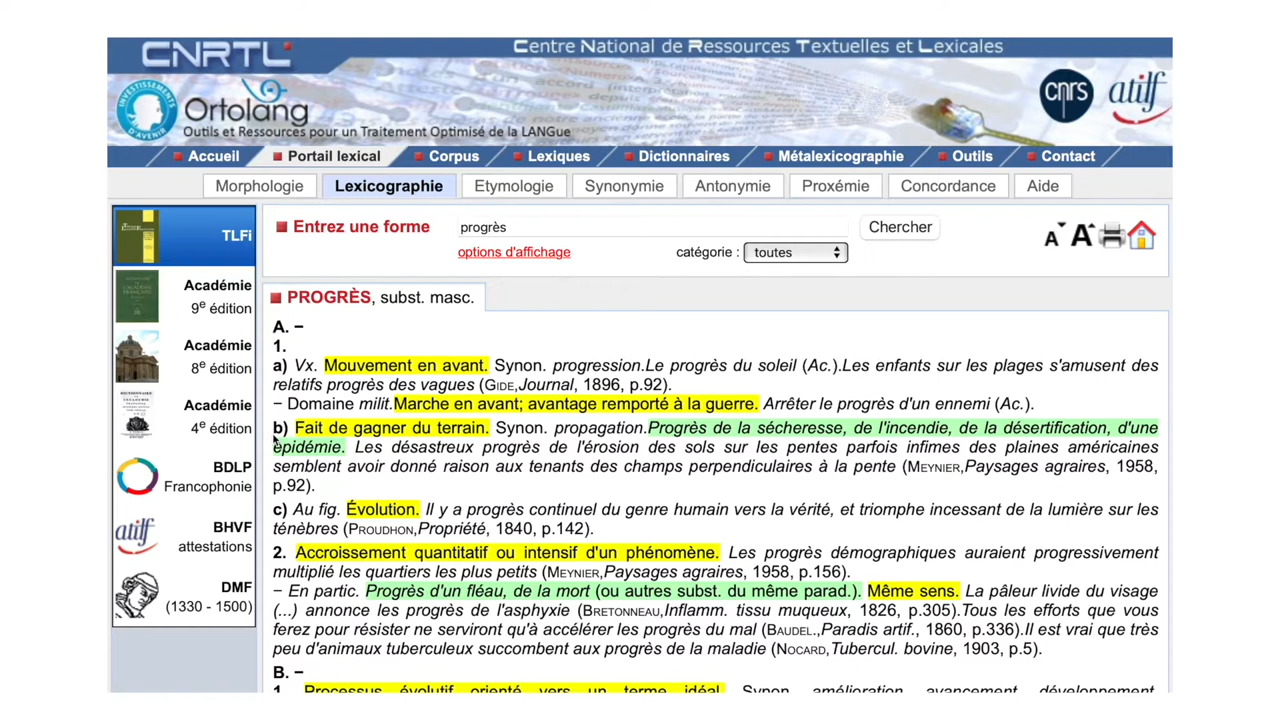 CNRTL
Centre National de Ressources Textuelles et Lexicales
INVESTISSEMENTS D'AVENIR
Ortolang
Outils et Ressources pour un Traitement Optimisé de la LANGue
cnrs
atilf
Accueil Portail lexical Corpus Lexiques Dictionnaires Métalexicographie Outils Contact
Morphologie Lexicographie Etymologie Synonymie Antonymie Proxémie Concordance Aide
TLFi
Académie
9e édition
Académie
8e édition
Académie
4e édition
BDLP
Francophonie
atilf
BHVF
attestations
DMF
(1330 - 1500)
Entrez une forme progrès Chercher
options d'affichage catégorie : toutes
A A
PROGRÈS, subst. masc.
A. −
1.
a) Vx. Mouvement en avant. Synon. progression.Le progrès du soleil (Ac.).Les enfants sur les plages s'amusent des
relatifs progrès des vagues (GIDE,Journal, 1896, p.92).
− Domaine milit.Marche en avant; avantage remporté à la guerre. Arrêter le progrès d'un ennemi (Ac.).
b) Fait de gagner du terrain. Synon. propagation.Progrès de la sécheresse, de l'incendie, de la désertification, d'une
épidémie. Les désastreux progrès de l'érosion des sols sur les pentes parfois infimes des plaines américaines
semblent avoir donné raison aux tenants des champs perpendiculaires à la pente (MEYNIER,Paysages agraires, 1958,
p.92).
c) Au fig. Évolution. Il y a progrès continuel du genre humain vers la vérité, et triomphe incessant de la lumière sur les
ténèbres (PROUDHON,Propriété, 1840, p.142).
2. Accroissement quantitatif ou intensif d'un phénomène. Les progrès démographiques auraient progressivement
multiplié les quartiers les plus petits (MEYNIER,Paysages agraires, 1958, p.156).
− En partic. Progrès d'un fléau, de la mort (ou autres subst. du même parad.). Même sens. La pâleur livide du visage
(...) annonce les progrès de l'asphyxie (BRETONNEAU,Inflamm. tissu muqueux, 1826, p.305).Tous les efforts que vous
ferez pour résister ne serviront qu'à accélérer les progrès du mal (BAUDEL.,Paradis artif., 1860, p.336).Il est vrai que très
peu d'animaux tuberculeux succombent aux progrès de la maladie (NOCARD,Tubercul. bovine, 1903, p.5).
B. −
1. Processus évolutif orienté vers un terme idéal. Synon. amélioration, avancement, développement,